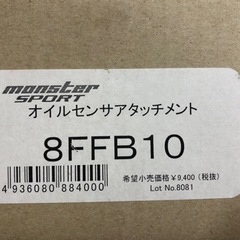 monster
SPORT
オイルセンサアタッチメント
8FFB10
希望小売価格￥9,400 (税抜)
4 936080 884000
Lot No.8081